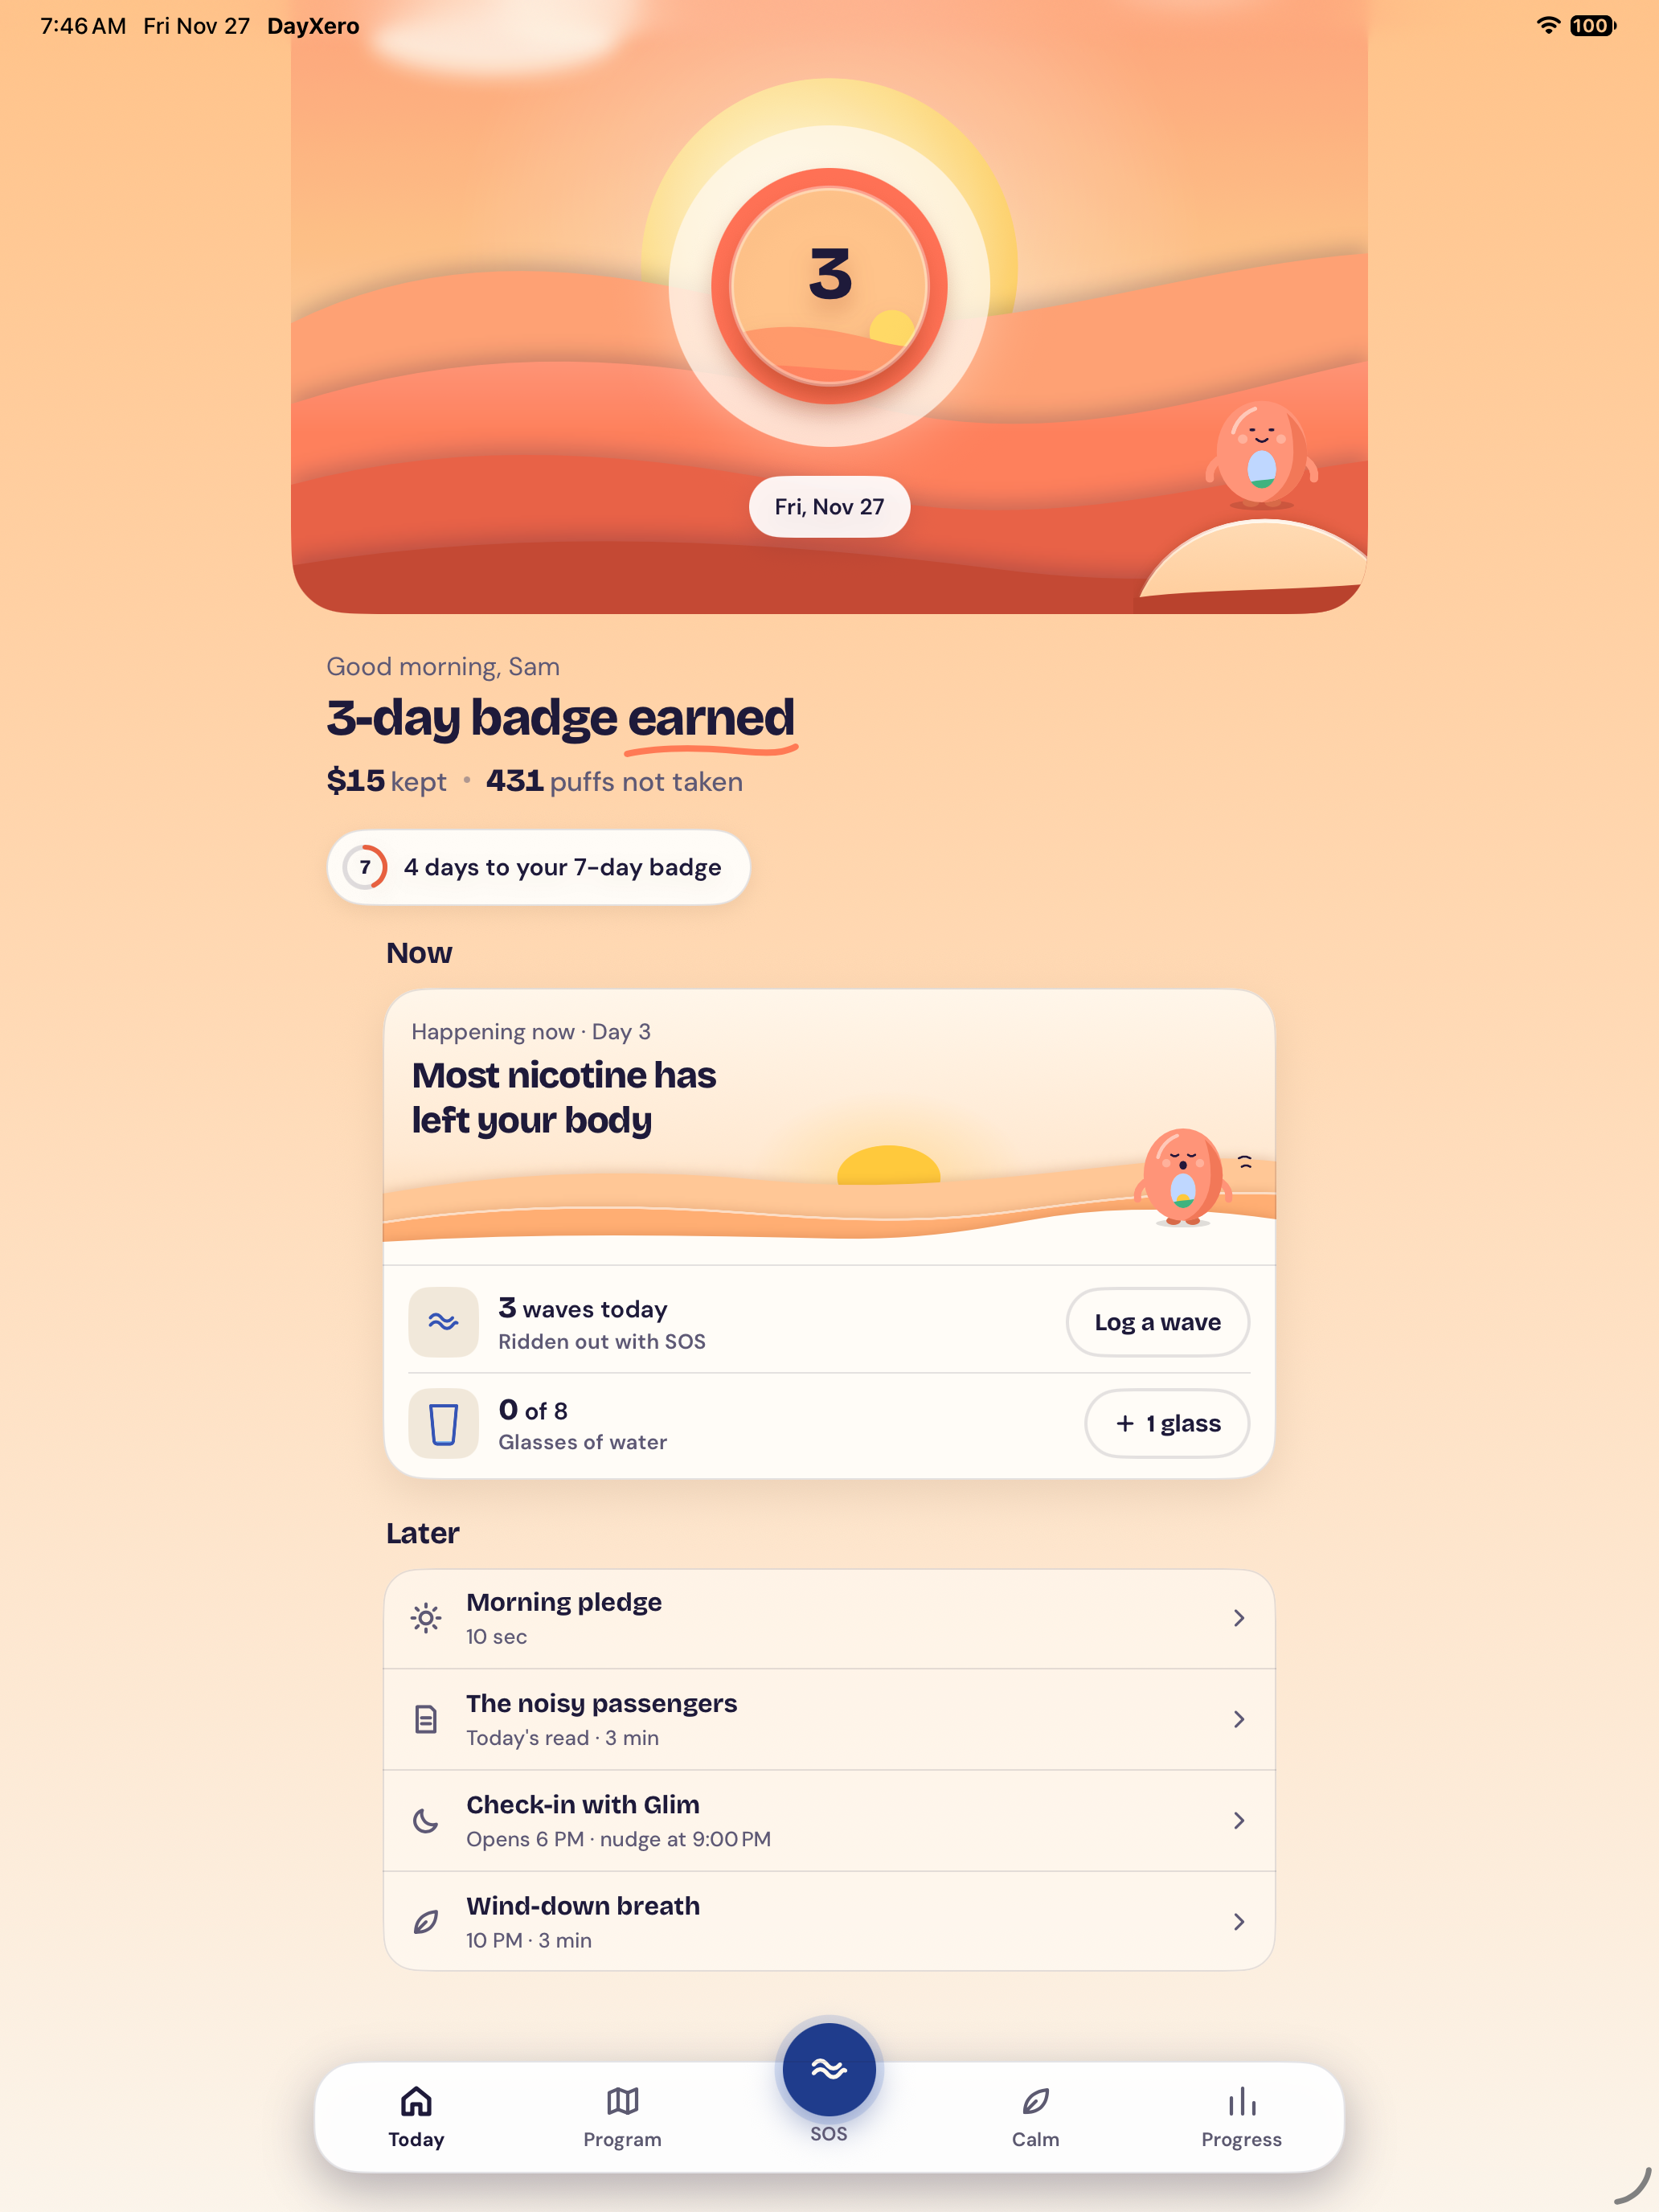 7:46 AM Fri Nov 27 DayXero
100
3
Fri, Nov 27
Good morning, Sam
3-day badge earned
$15 kept • 431 puffs not taken
7 4 days to your 7-day badge
Now
Happening now · Day 3
Most nicotine has
left your body
3 waves today
Ridden out with SOS
Log a wave
0 of 8
Glasses of water
+ 1 glass
Later
Morning pledge
10 sec
The noisy passengers
Today's read · 3 min
Check-in with Glim
Opens 6 PM · nudge at 9:00 PM
Wind-down breath
10 PM · 3 min
Today
Program
SOS
Calm
Progress